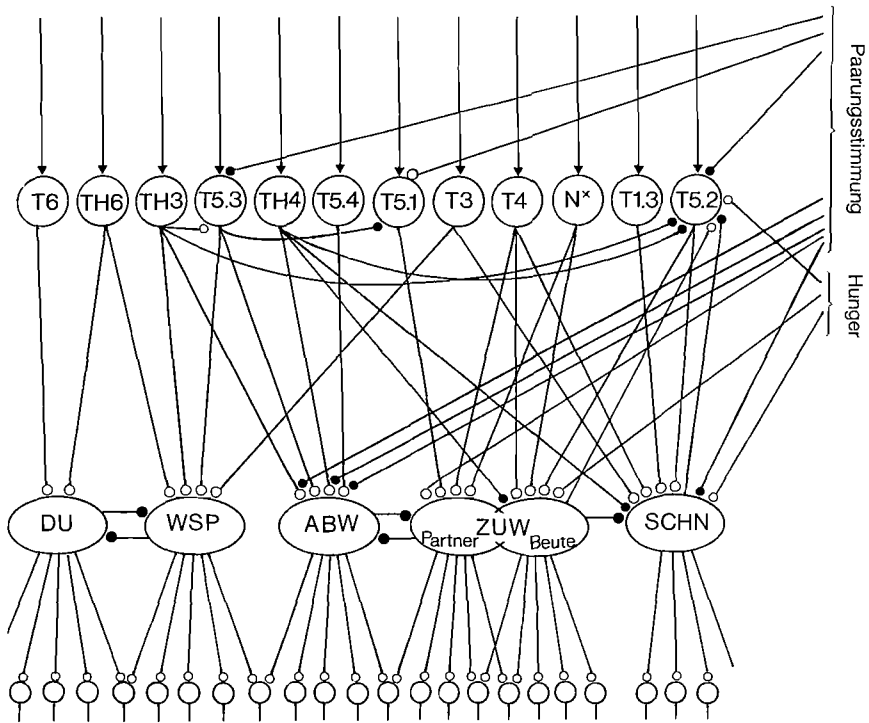 T6 TH6 TH3 T5.3 TH4 T5.4 T5.1 T3 T4 N× T1.3 T5.2
Paarungsstimmung
Hunger
DU WSP ABW ZUW SCHN
Partner Beute